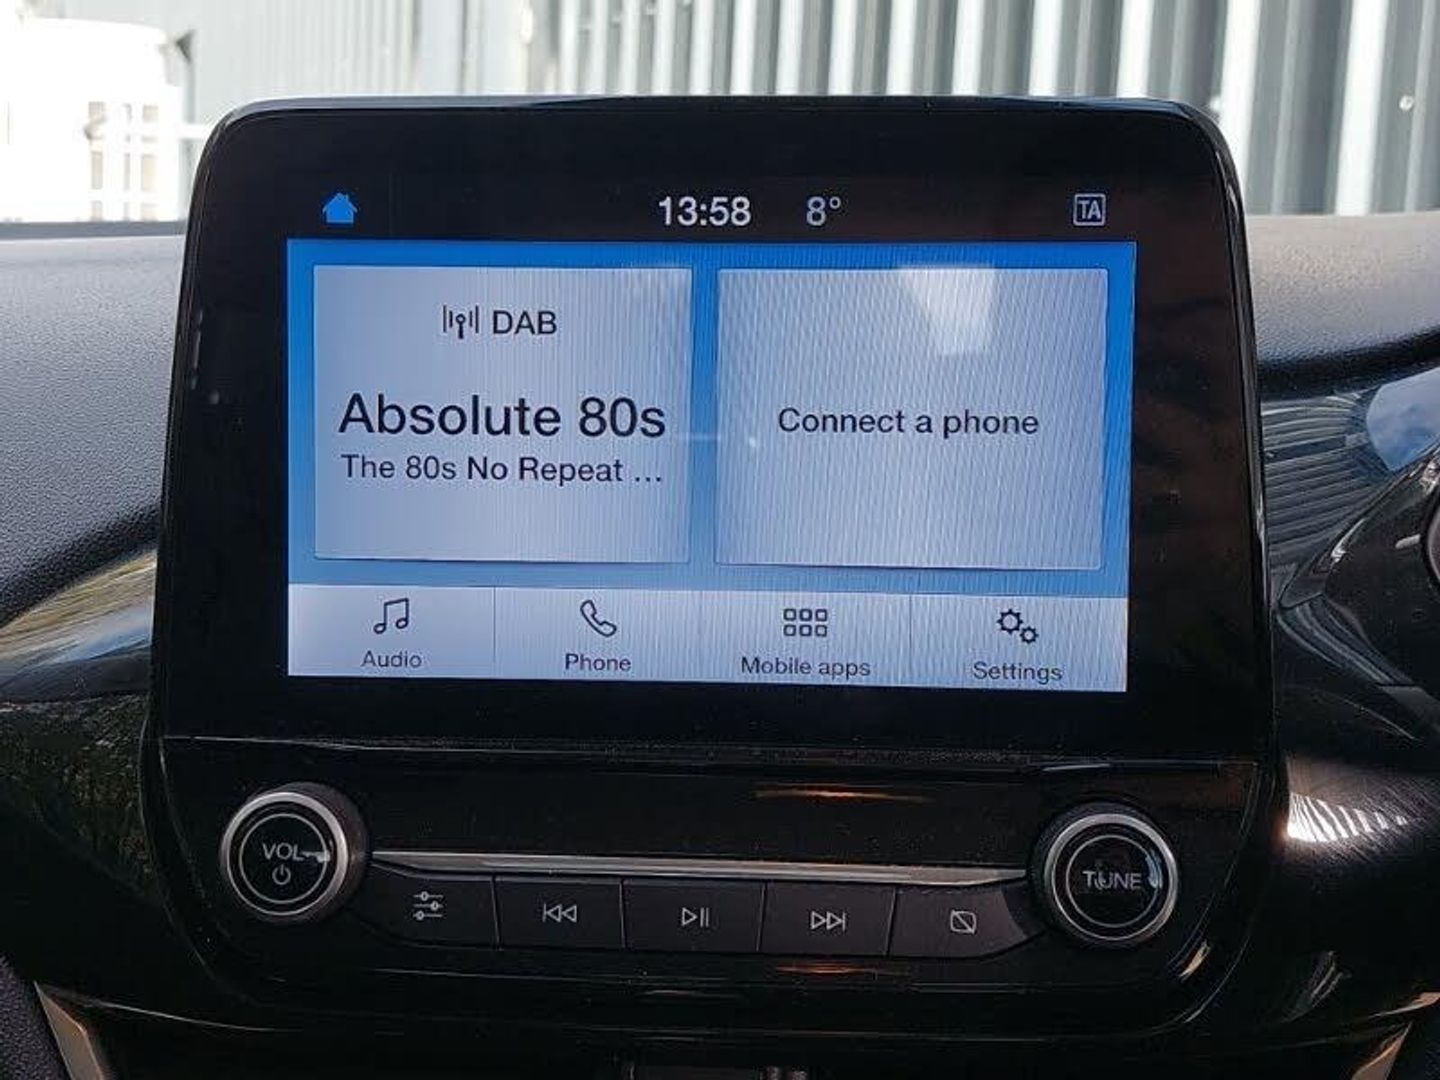 13:58 8° TA
DAB
Absolute 80s
The 80s No Repeat ...
Connect a phone
Audio Phone Mobile apps Settings
VOL
TUNE